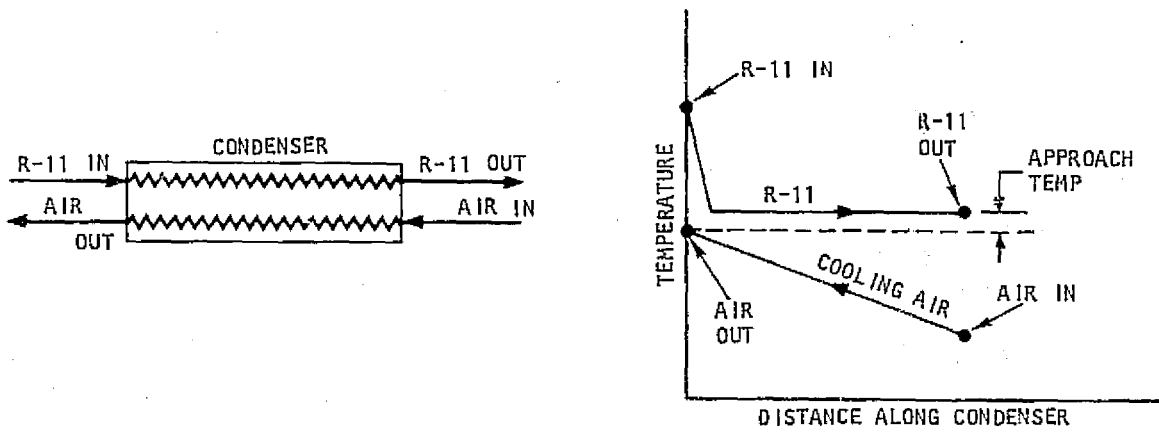 CONDENSER
R-11 IN
R-11 OUT
AIR
OUT
AIR IN
R-11 IN
R-11
OUT
APPROACH
TEMP
R-11
TEMPERATURE
COOLING AIR
AIR
OUT
AIR IN
DISTANCE ALONG CONDENSER